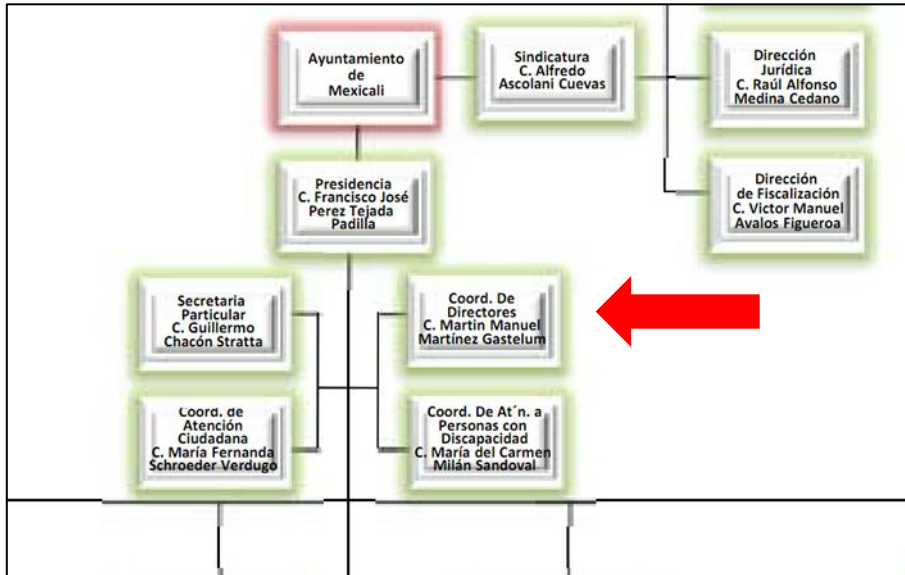 Ayuntamiento
de
Mexicali
Sindicatura
C. Alfredo
Ascolani Cuevas
Dirección
Jurídica
C. Raúl Alfonso
Medina Cedano
Presidencia
C. Francisco José
Perez Tejada
Padilla
Dirección
de Fiscalización
C. Victor Manuel
Avalos Figueroa
Secretaria
Particular
C. Guillermo
Chacón Stratta
Coord. De
Directores
C. Martin Manuel
Martínez Gastelum
Coord. de
Atención
Ciudadana
C. María Fernanda
Schroeder Verdugo
Coord. De At´n. a
Personas con
Discapacidad
C. María del Carmen
Milán Sandoval